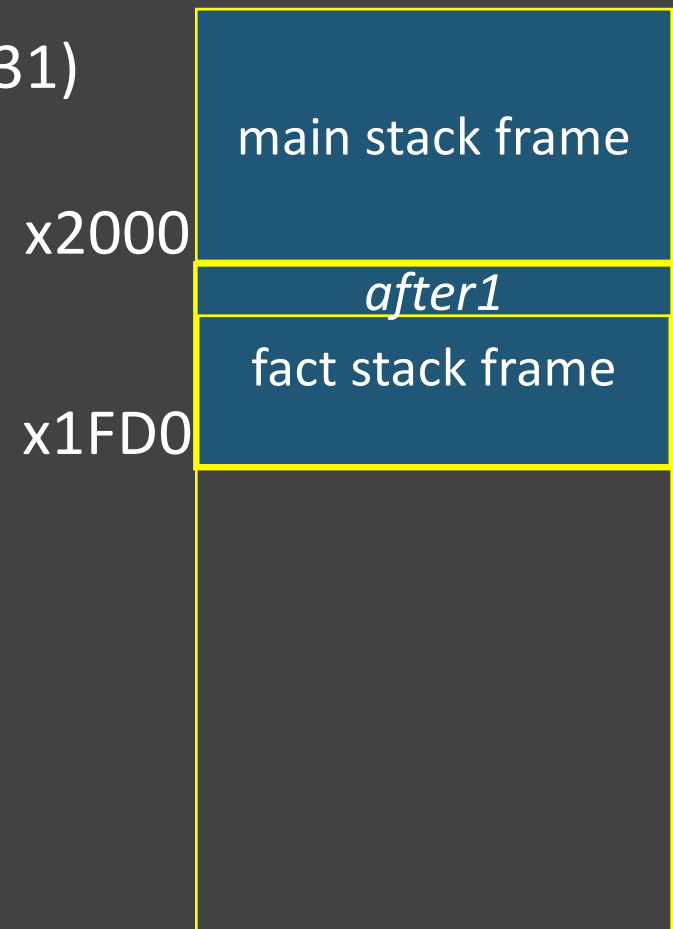 31)
main stack frame
x2000
after1
fact stack frame
x1FD0